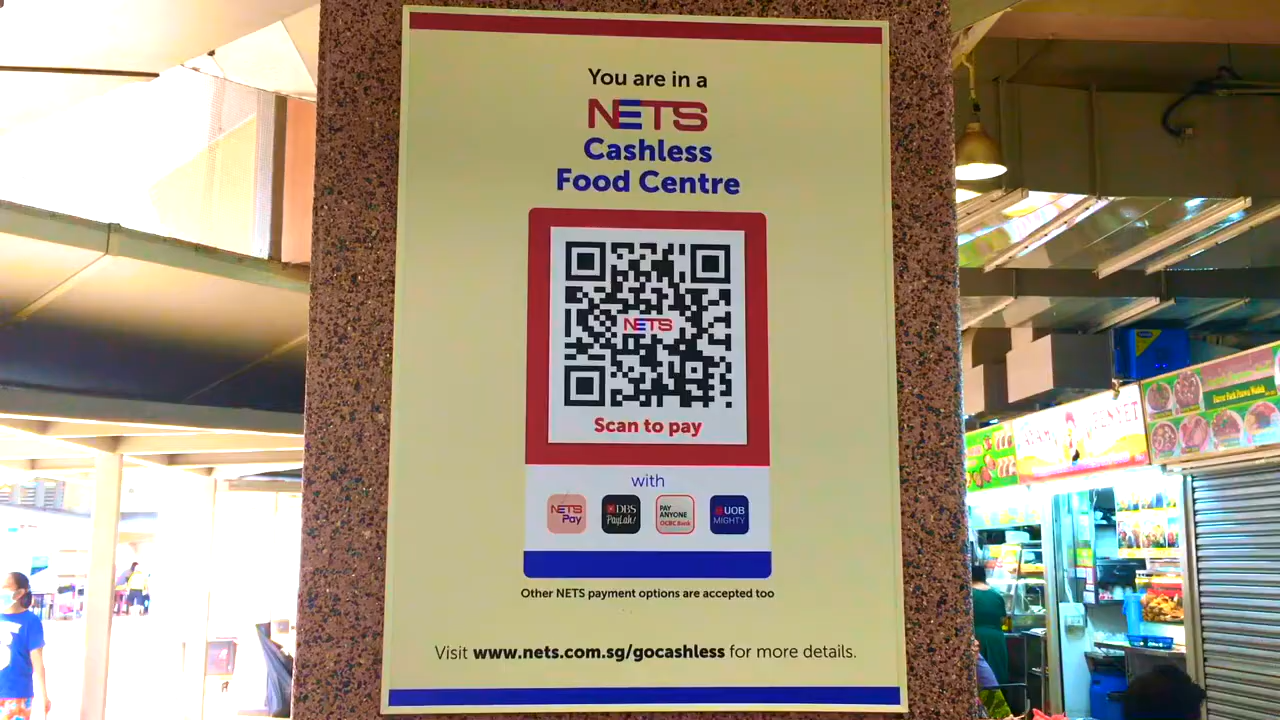 You are in a
NETS
Cashless
Food Centre
NETS
Scan to pay
with
NETS
Pay
DBS
PayLah!
PAY
ANYONE
OCBC Bank
UOB
MIGHTY
Other NETS payment options are accepted too
Visit www.nets.com.sg/gocashless for more details.